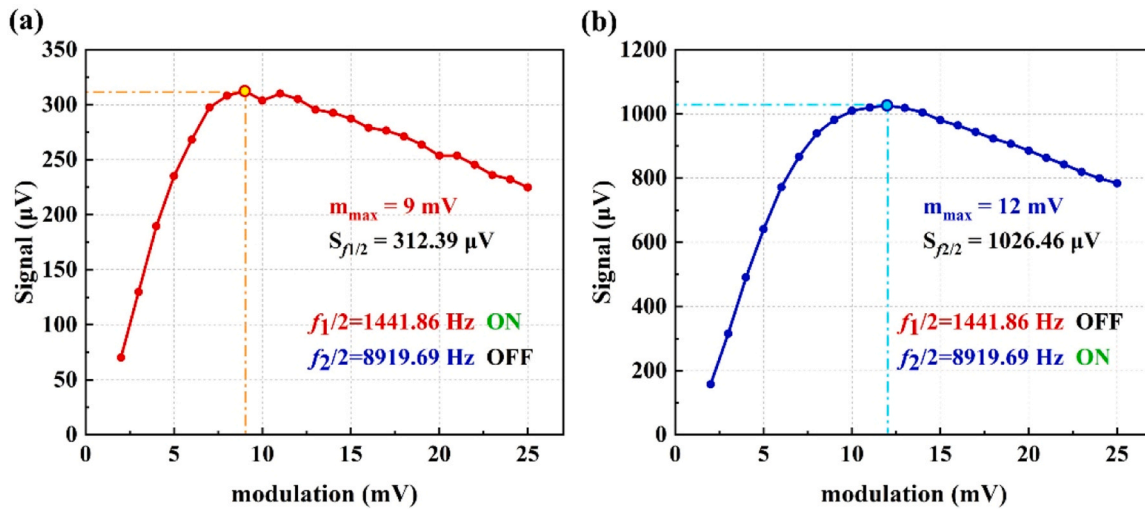 (a)
350
300
250
200
150
100
50
0
Signal (μV)
0 5 10 15 20 25
modulation (mV)
m_max = 9 mV
S_f1/2 = 312.39 μV
f1/2=1441.86 Hz ON
f2/2=8919.69 Hz OFF
(b)
1200
1000
800
600
400
200
0
Signal (μV)
0 5 10 15 20 25
modulation (mV)
m_max = 12 mV
S_f2/2 = 1026.46 μV
f1/2=1441.86 Hz OFF
f2/2=8919.69 Hz ON